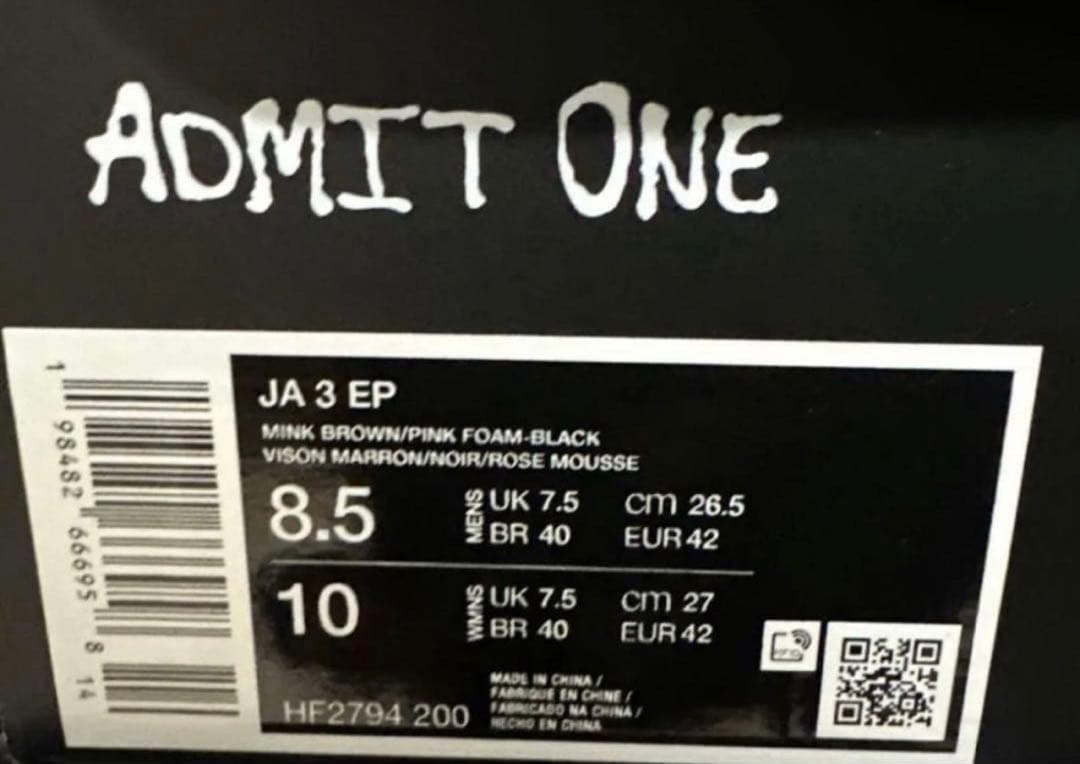 ADMIT ONE
JA 3 EP
MINK BROWN/PINK FOAM-BLACK
VISON MARRON/NOIR/ROSE MOUSSE
8.5 MENS UK 7.5 cm 26.5
BR 40 EUR 42
10 WMNS UK 7.5 cm 27
BR 40 EUR 42
MADE IN CHINA /
FABRIQUE EN CHINE /
FABRICADO NA CHINA /
HECHO EN CHINA
HF2794 200
1 98482 66695 8 14